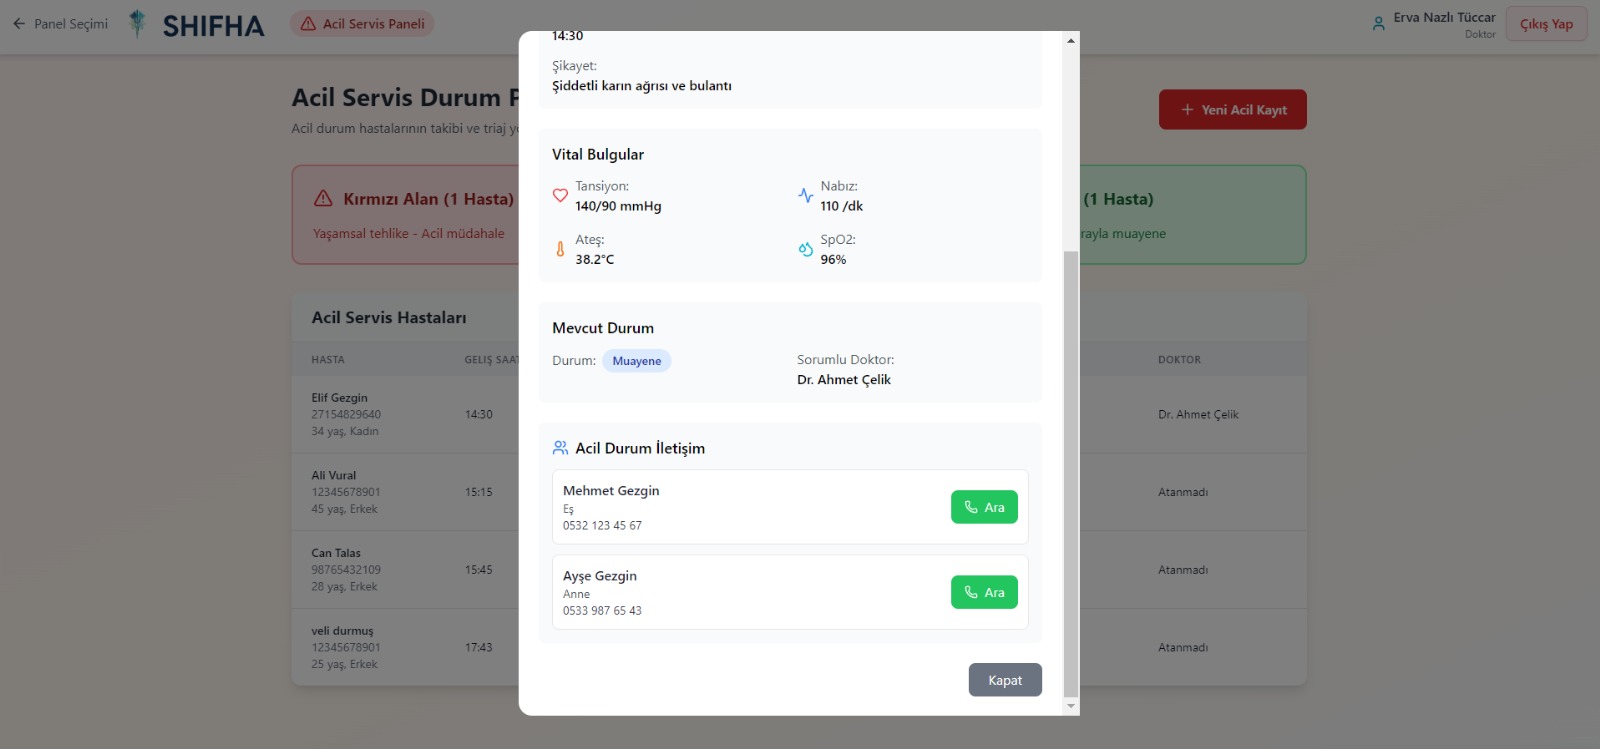 Panel Seçimi
SHIFHA
Acil Servis Paneli
Erva Nazlı Tüccar
Doktor
Çıkış Yap
Acil Servis Durum
Acil durum hastalarının takibi ve triaj
Yeni Acil Kayıt
Kırmızı Alan (1 Hasta)
Yaşamsal tehlike - Acil müdahale
(1 Hasta)
muayene
Acil Servis Hastaları
HASTA
GELİŞ
DOKTOR
Elif Gezgin
27154829640
34 yaş, Kadın
14:30
Dr. Ahmet Çelik
Ali Vural
12345678901
45 yaş, Erkek
15:15
Atanmadı
Can Talas
98765432109
28 yaş, Erkek
15:45
Atanmadı
veli durmuş
12345678901
25 yaş, Erkek
17:43
Atanmadı
14:30
Şikayet:
Şiddetli karın ağrısı ve bulantı
Vital Bulgular
Tansiyon:
140/90 mmHg
Nabız:
110 /dk
Ateş:
38.2°C
SpO2:
96%
Mevcut Durum
Durum: Muayene
Sorumlu Doktor:
Dr. Ahmet Çelik
Acil Durum İletişim
Mehmet Gezgin
Eş
0532 123 45 67
Ara
Ayşe Gezgin
Anne
0533 987 65 43
Ara
Kapat